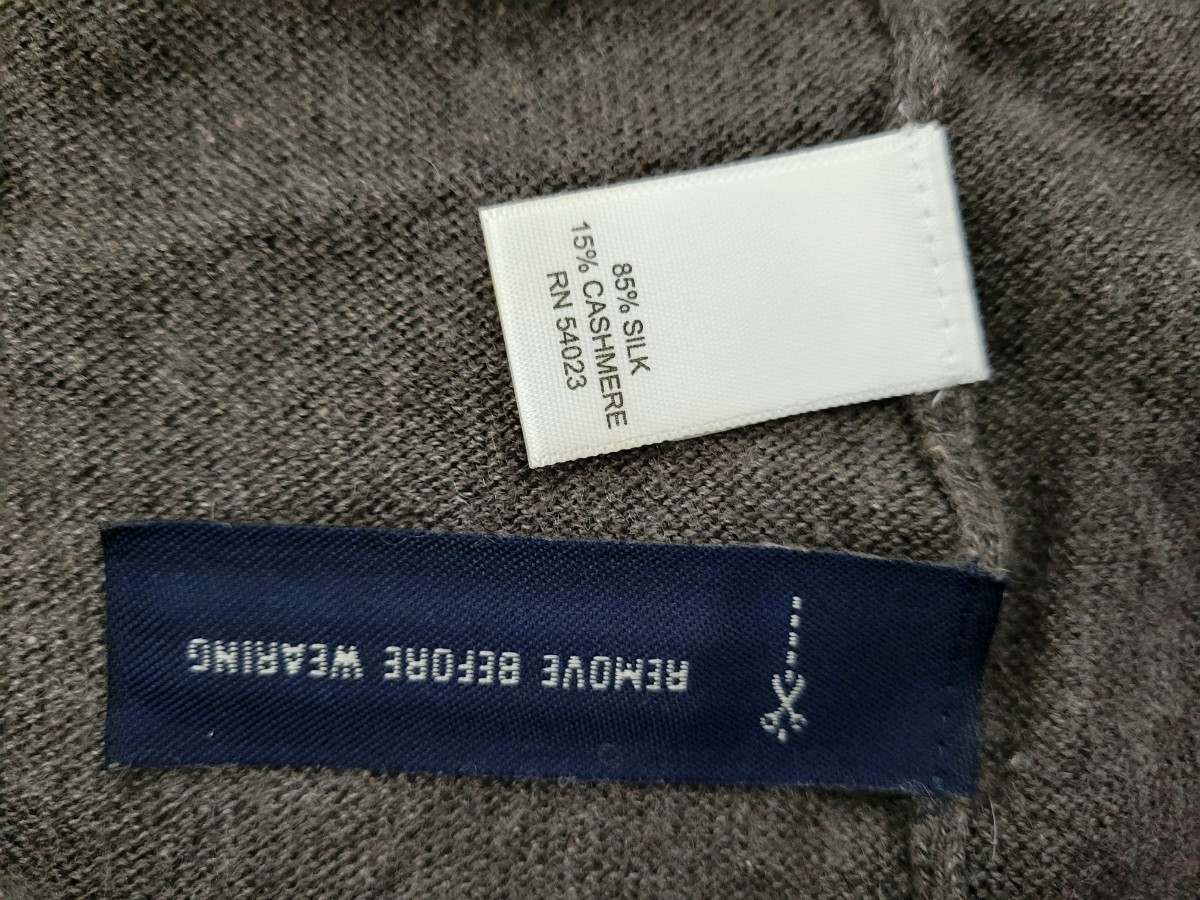 85% SILK
15% CASHMERE
RN 54023
REMOVE BEFORE WEARING